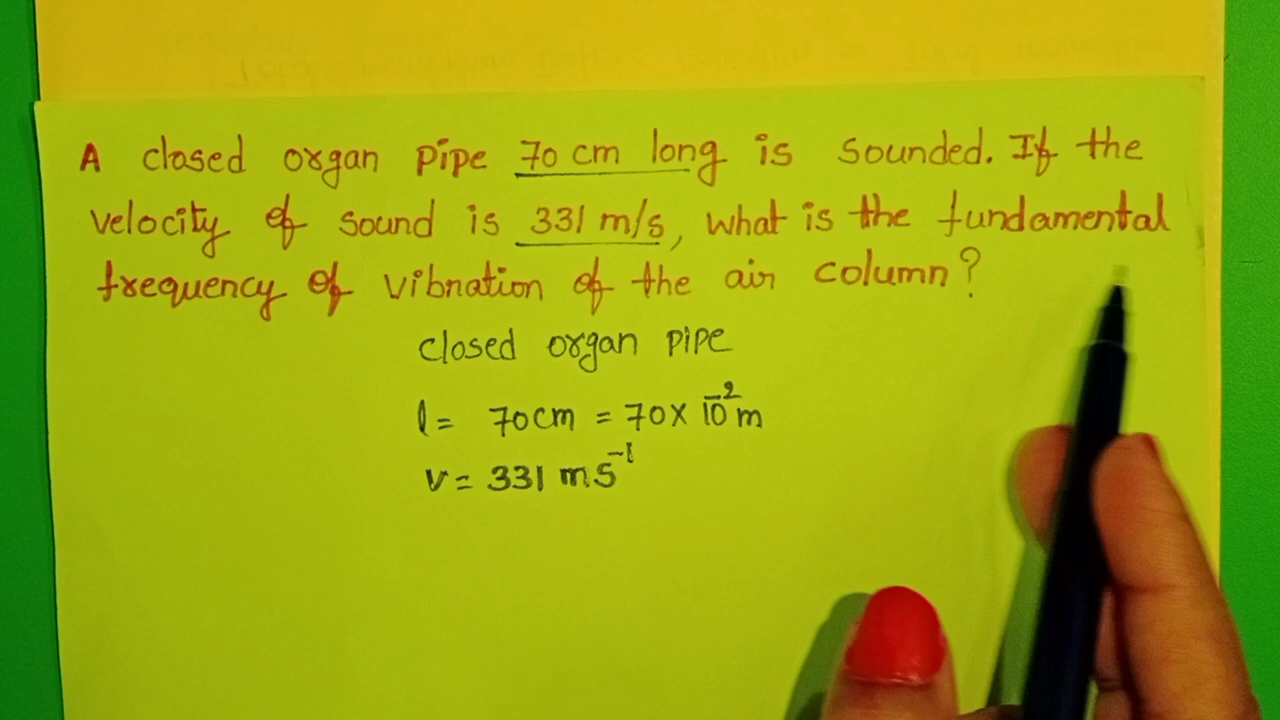 A closed organ pipe 70 cm long is sounded. If the
velocity of sound is 331 m/s, what is the fundamental
frequency of vibration of the air column?
closed organ pipe
l = 70cm = 70 x 10⁻² m
v = 331 ms⁻¹